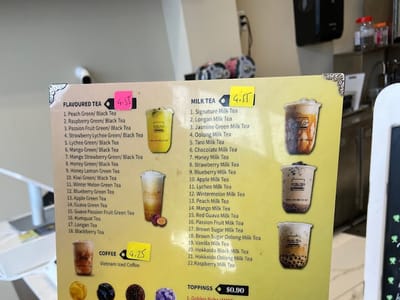 FLAVOURED TEA
1. Peach Green/ Black Tea
2. Raspberry Green/ Black Tea
3. Passion Fruit Green/ Black Tea
4. Strawberry Lychee Green/ Black Tea
5. Lychee Green/ Black Tea
6. Mango Green/ Black Tea
7. Mango Strawberry Green/ Black Tea
8. Honey Green/ Black Tea
9. Honey Lemon Green Tea
10. Kiwi Green/ Black Tea
11. Winter Melon Green Tea
12. Blueberry Green Tea
13. Apple Green Tea
14. Guava Green Tea
15. Guava Passion Fruit Green Tea
16. Kumquat Tea
17. Longan Tea
18. Blackberry Tea
COFFEE
Vietnam Iced Coffee
MILK TEA
4.55
1. Signature Milk Tea
2. Longan Milk Tea
3. Jasmine Green Milk Tea
4. Oolong Milk Tea
5. Taro Milk Tea
6. Chocolate Milk Tea
7. Honey Milk Tea
8. Strawberry Milk Tea
9. Blueberry Milk Tea
10. Apple Milk Tea
11. Lychee Milk Tea
12. Wintermelon Milk Tea
13. Peach Milk Tea
14. Mango Milk Tea
15. Red Guava Milk Tea
16. Passion Fruit Milk Tea
17. Brown Sugar Milk Tea
18. Brown Sugar Oolong Milk Tea
19. Vanilla Milk Tea
20. Hokkaido Black Milk Tea
21. Hokkaido Oolong Milk Tea
22. Raspberry Milk Tea
TOPPINGS
$0.90